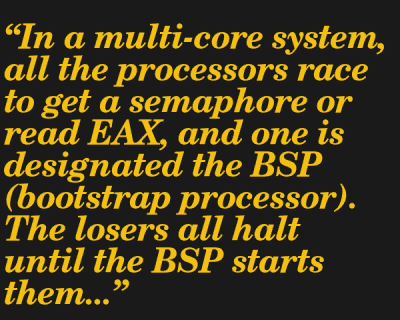 “In a multi-core system,
all the processors race
to get a semaphore or
read EAX, and one is
designated the BSP
(bootstrap processor).
The losers all halt
until the BSP starts
them...”